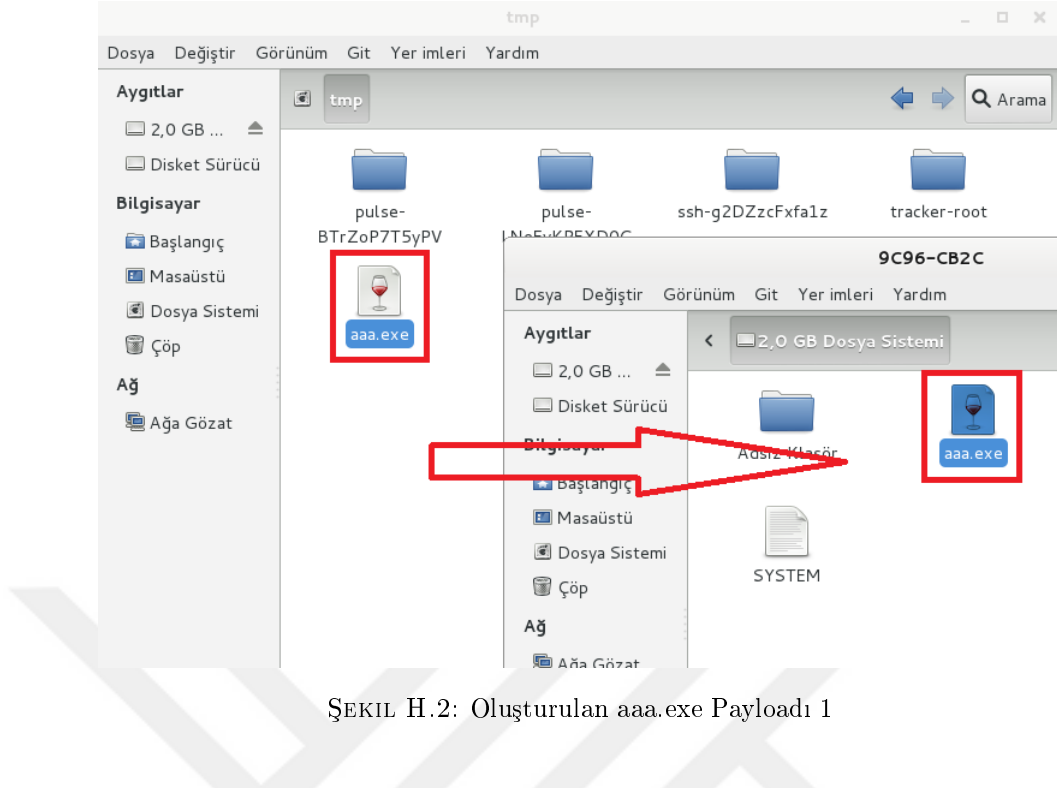 tmp
Dosya Değiştir Görünüm Git Yer imleri Yardım
Aygıtlar
2,0 GB ...
Disket Sürücü
Bilgisayar
Başlangıç
Masaüstü
Dosya Sistemi
Çöp
Ağ
Ağa Gözat
tmp
Arama
pulse-
BTrZoP7T5yPV
pulse-
ssh-g2DZzcFxfa1z
tracker-root
aaa.exe
9C96-CB2C
Dosya Değiştir Görünüm Git Yer imleri Yardım
Aygıtlar
2,0 GB ...
Disket Sürücü
Bilgisayar
Başlangıç
Masaüstü
Dosya Sistemi
Çöp
Ağ
Ağa Gözat
2,0 GB Dosya Sistemi
Adsız Klasör
aaa.exe
SYSTEM
ŞEKIL H.2: Oluşturulan aaa.exe Payloadı 1